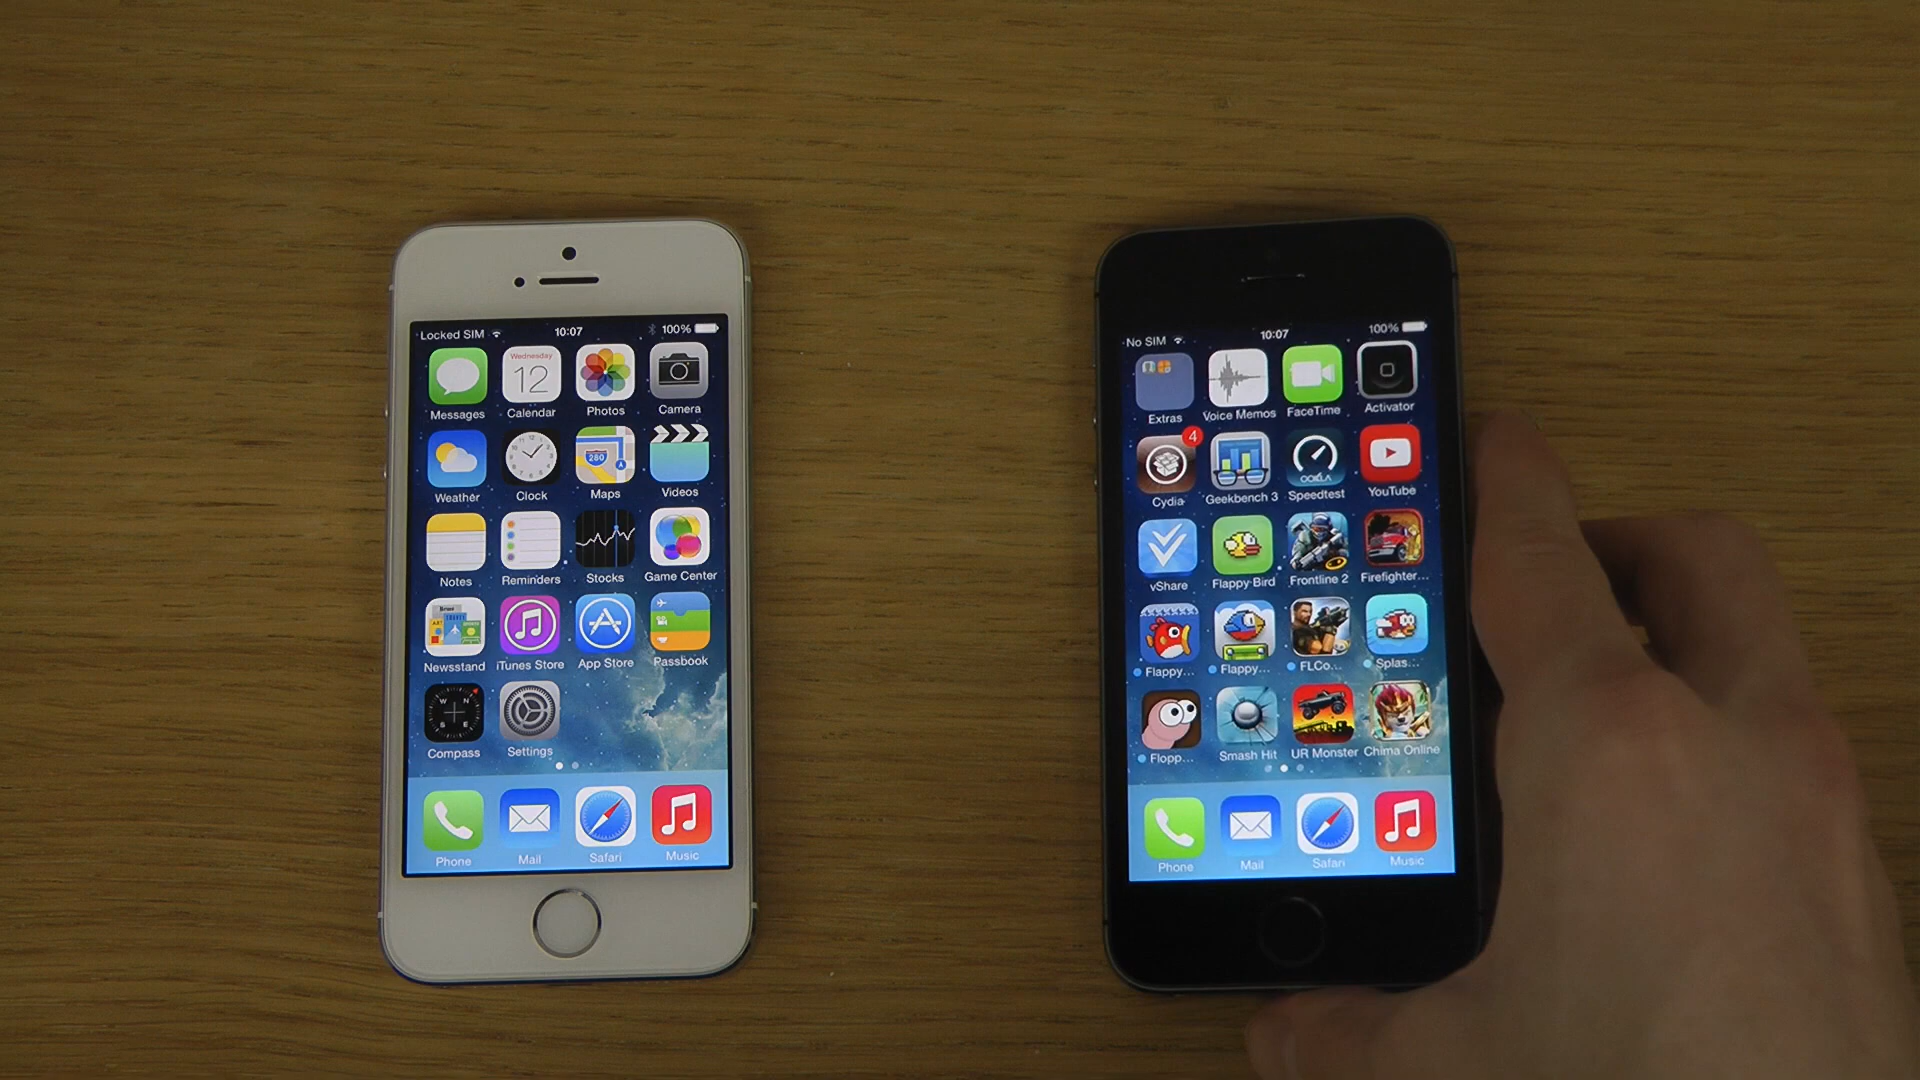 Locked SIM 10:07 100%
Wednesday
12
Messages Calendar Photos Camera
280
Weather Clock Maps Videos
Notes Reminders Stocks Game Center
Newsstand iTunes Store App Store Passbook
N W E S
Compass Settings
Phone Mail Safari Music
No SIM 10:07 100%
Extras Voice Memos FaceTime Activator
4
OOKLA
Cydia Geekbench 3 Speedtest YouTube
vShare Flappy Bird Frontline 2 Firefighter...
Flappy... Flappy... FLCo... Splas...
Flopp... Smash Hit UR Monster Chima Online
Phone Mail Safari Music